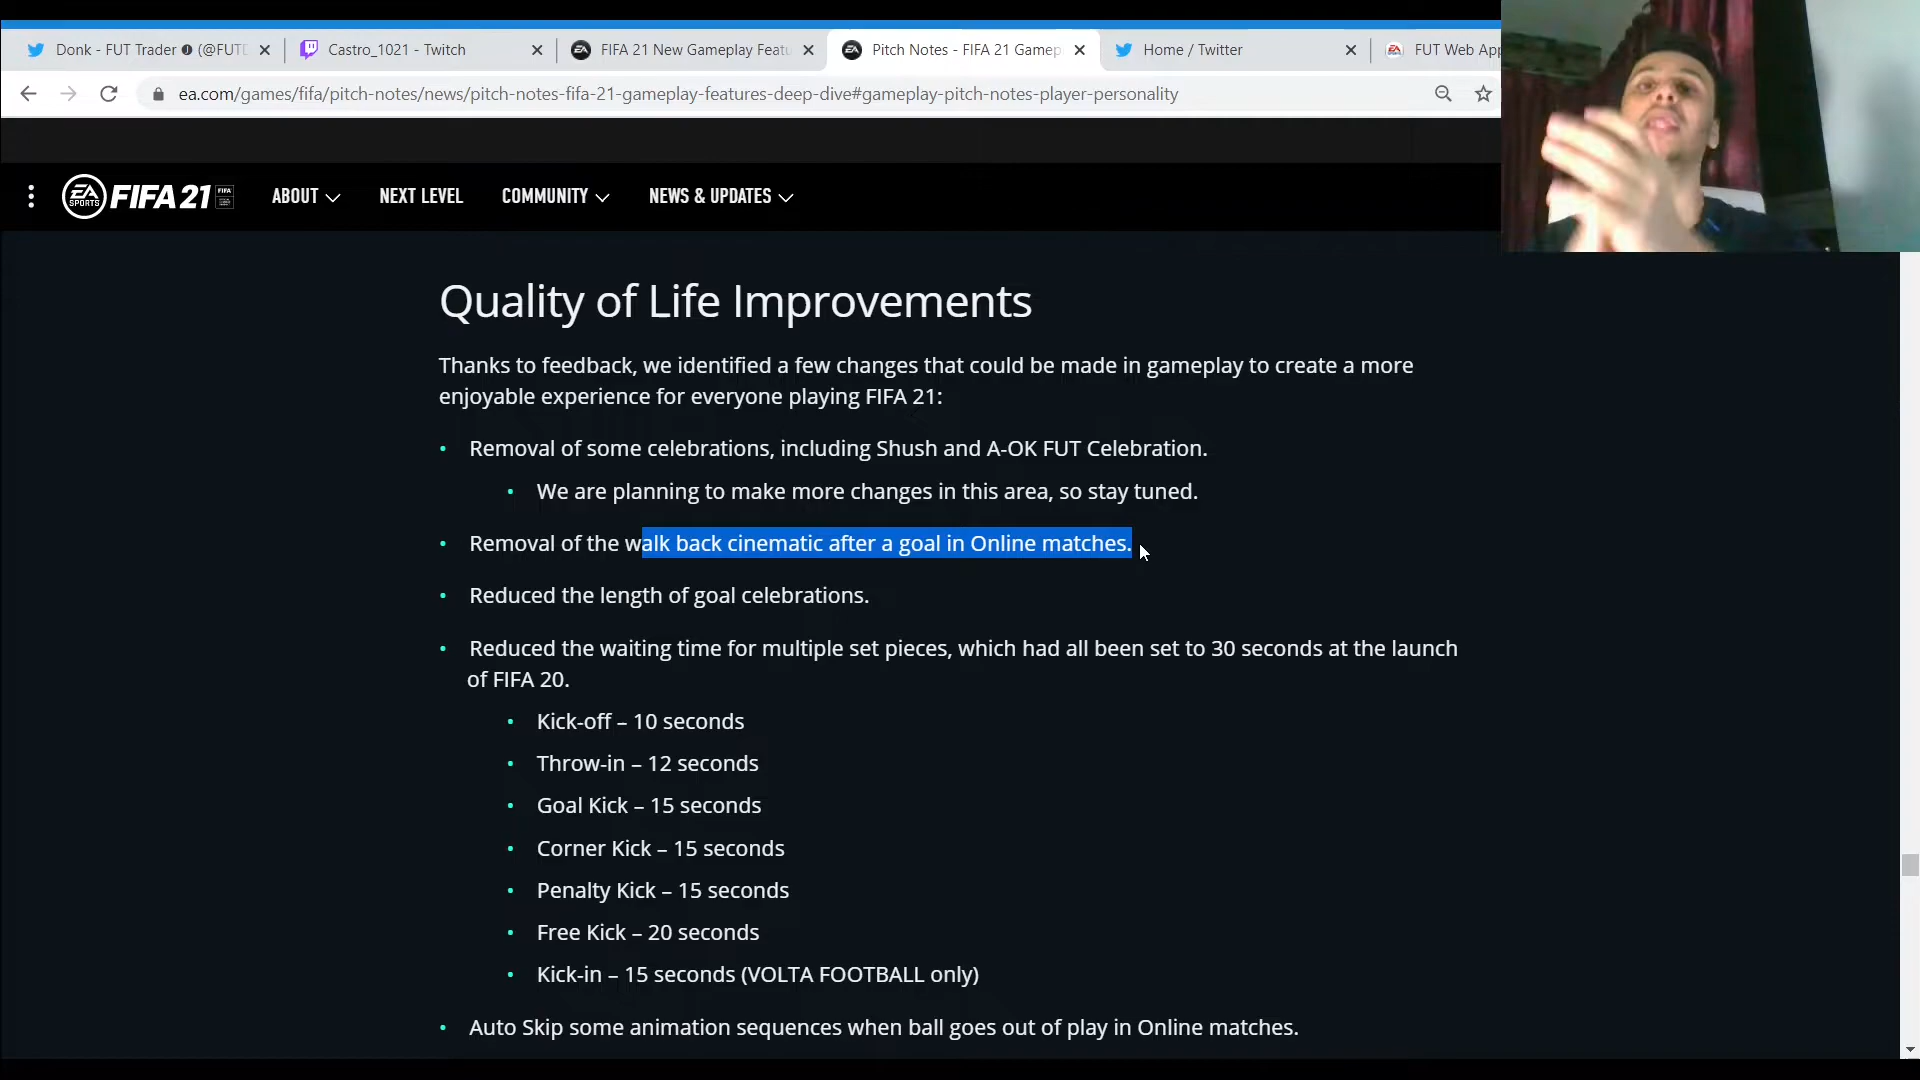 Donk - FUT Trader (@FUTD
Castro_1021 - Twitch
FIFA 21 New Gameplay Featu
Pitch Notes - FIFA 21 Gamep
Home / Twitter
FUT Web App
ea.com/games/fifa/pitch-notes/news/pitch-notes-fifa-21-gameplay-features-deep-dive#gameplay-pitch-notes-player-personality
EA SPORTS FIFA 21
ABOUT
NEXT LEVEL
COMMUNITY
NEWS & UPDATES
Quality of Life Improvements
Thanks to feedback, we identified a few changes that could be made in gameplay to create a more
enjoyable experience for everyone playing FIFA 21:
• Removal of some celebrations, including Shush and A-OK FUT Celebration.
• We are planning to make more changes in this area, so stay tuned.
• Removal of the walk back cinematic after a goal in Online matches.
• Reduced the length of goal celebrations.
• Reduced the waiting time for multiple set pieces, which had all been set to 30 seconds at the launch
of FIFA 20.
• Kick-off – 10 seconds
• Throw-in – 12 seconds
• Goal Kick – 15 seconds
• Corner Kick – 15 seconds
• Penalty Kick – 15 seconds
• Free Kick – 20 seconds
• Kick-in – 15 seconds (VOLTA FOOTBALL only)
• Auto Skip some animation sequences when ball goes out of play in Online matches.